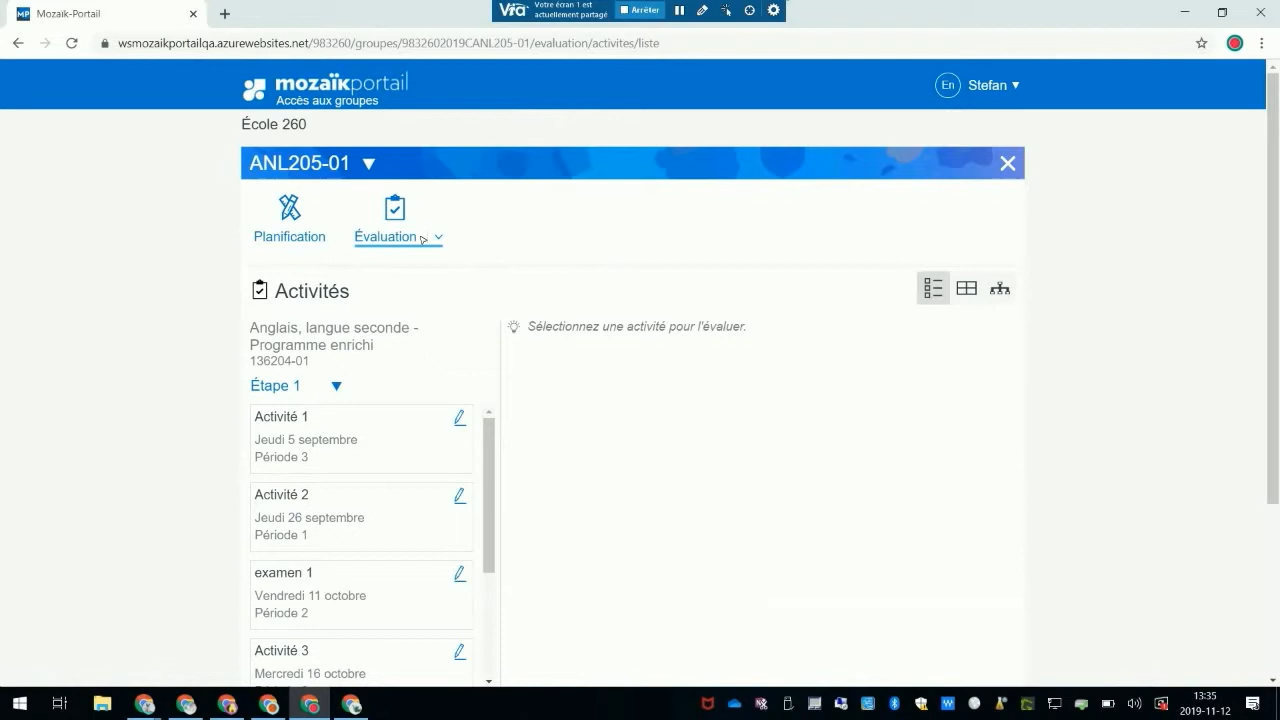 Mozaik-Portail
Via
Votre écran 1 est
actuellement partagé
Arrêter
wsmozaikportailqa.azurewebsites.net/983260/groupes/9832602019CANL205-01/evaluation/activites/liste
mozaïkportail
Accès aux groupes
En
Stefan
École 260
ANL205-01
Planification
Évaluation
Activités
Anglais, langue seconde -
Programme enrichi
136204-01
Étape 1
Sélectionnez une activité pour l'évaluer.
Activité 1
Jeudi 5 septembre
Période 3
Activité 2
Jeudi 26 septembre
Période 1
examen 1
Vendredi 11 octobre
Période 2
Activité 3
Mercredi 16 octobre
13:35
2019-11-12